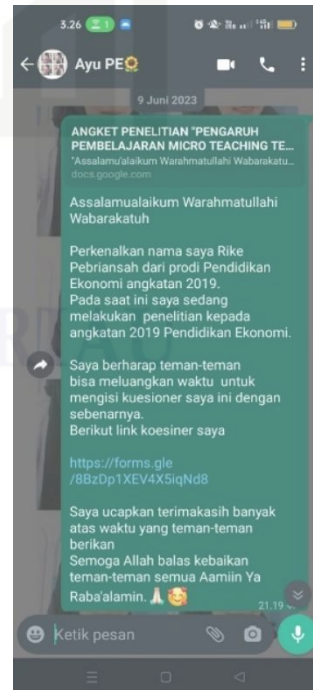 3.26
Ayu PE
9 Juni 2023
ANGKET PENELITIAN "PENGARUH
PEMBELAJARAN MICRO TEACHING TE...
"Assalamu'alaikum Warahmatullahi Wabarakatu...
docs.google.com
Assalamualaikum Warahmatullahi
Wabarakatuh
Perkenalkan nama saya Rike
Pebriansah dari prodi Pendidikan
Ekonomi angkatan 2019.
Pada saat ini saya sedang
melakukan penelitian kepada
angkatan 2019 Pendidikan Ekonomi.
Saya berharap teman-teman
bisa meluangkan waktu untuk
mengisi kuesioner saya ini dengan
sebenarnya.
Berikut link koesiner saya
https://forms.gle
/8BzDp1XEV4X5iqNd8
Saya ucapkan terimakasih banyak
atas waktu yang teman-teman
berikan
Semoga Allah balas kebaikan
teman-teman semua Aamiin Ya
Raba'alamin. 🙏🏻🥰
21.19
Ketik pesan